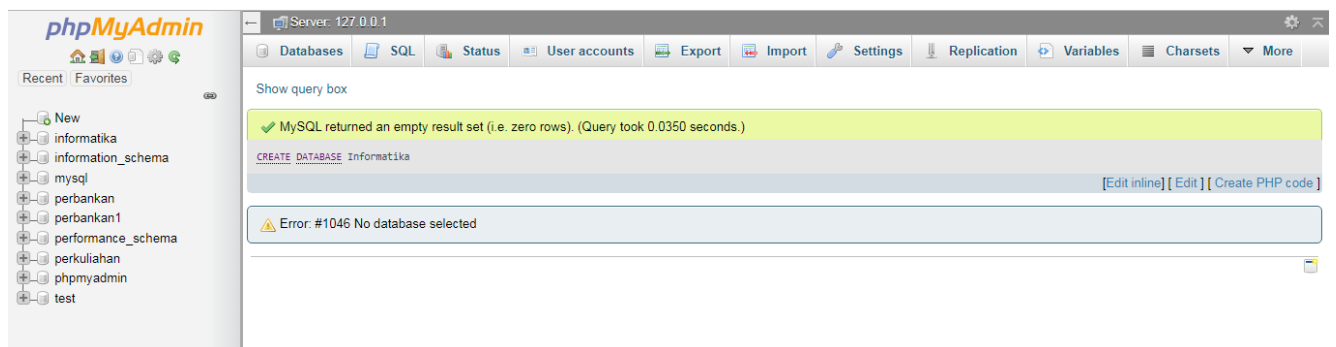 phpMyAdmin
Recent Favorites
New
informatika
information_schema
mysql
perbankan
perbankan1
performance_schema
perkuliahan
phpmyadmin
test
Server: 127.0.0.1
Databases SQL Status User accounts Export Import Settings Replication Variables Charsets More
Show query box
MySQL returned an empty result set (i.e. zero rows). (Query took 0.0350 seconds.)
CREATE DATABASE Informatika
[Edit inline] [ Edit ] [ Create PHP code ]
Error: #1046 No database selected